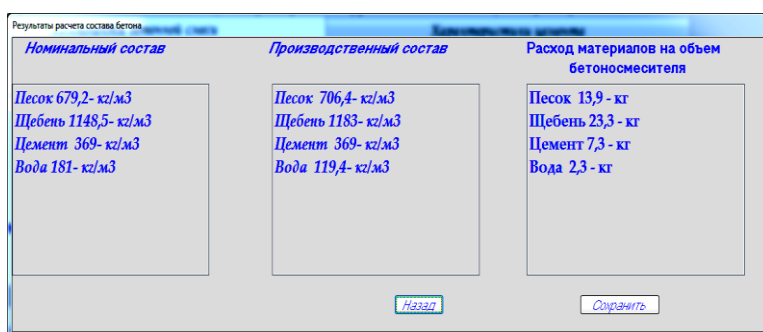 Результаты расчета состава бетона
Номинальный состав
Производственный состав
Расход материалов на объем
бетоносмесителя
Песок 679,2- кг/м3
Щебень 1148,5- кг/м3
Цемент 369- кг/м3
Вода 181- кг/м3
Песок 706,4- кг/м3
Щебень 1183- кг/м3
Цемент 369- кг/м3
Вода 119,4- кг/м3
Песок 13,9 - кг
Щебень 23,3 - кг
Цемент 7,3 - кг
Вода 2,3 - кг
Назад
Сохранить